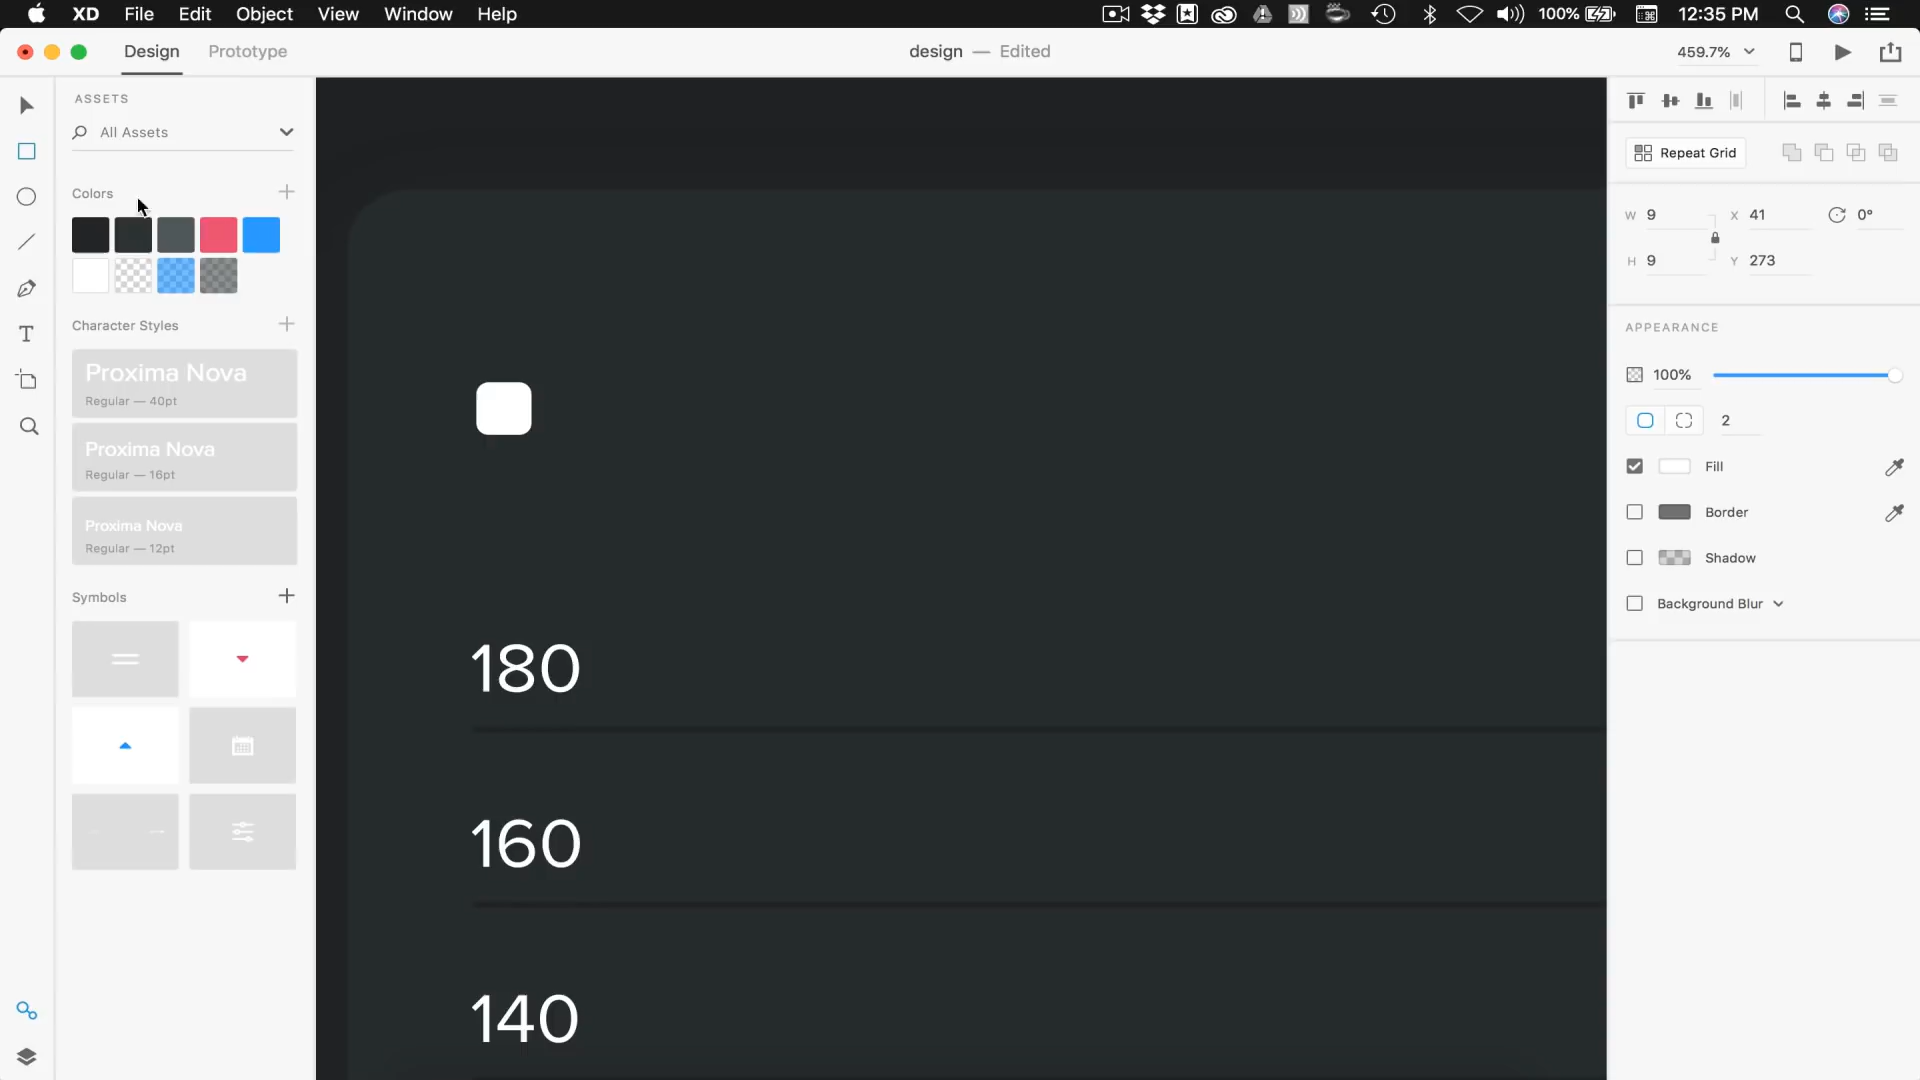 XD File Edit Object View Window Help 100% 12:35 PM
Design Prototype design — Edited 459.7%
ASSETS
All Assets
Colors
Character Styles
Proxima Nova
Regular — 40pt
Proxima Nova
Regular — 16pt
Proxima Nova
Regular — 12pt
Symbols
180
160
140
Repeat Grid
W 9 X 41 0°
H 9 Y 273
APPEARANCE
100%
2
Fill
Border
Shadow
Background Blur